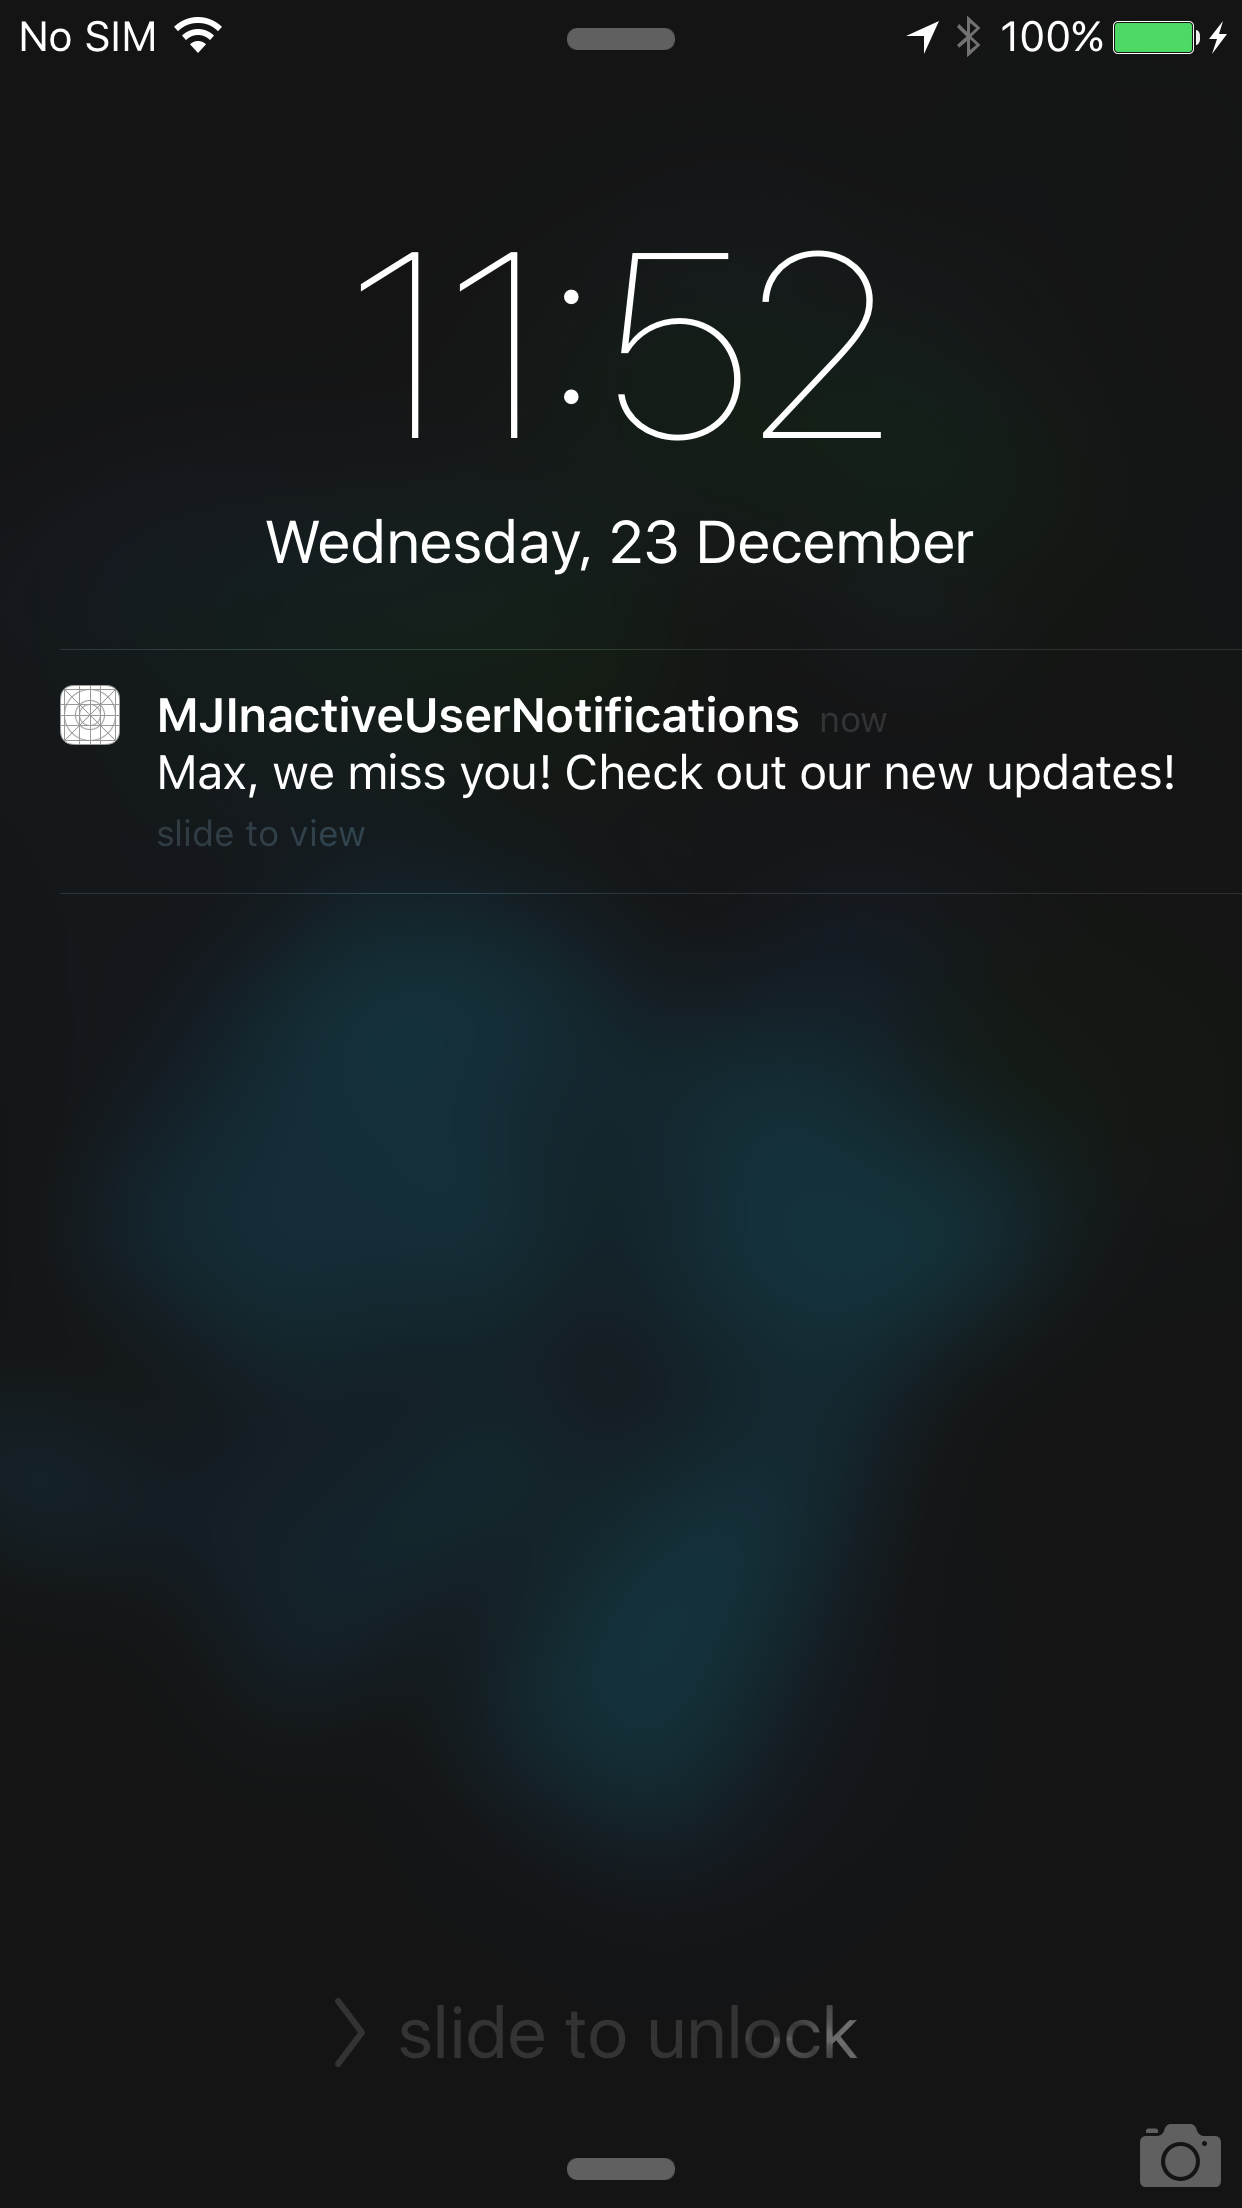 No SIM 100%
11:52
Wednesday, 23 December
MJInactiveUserNotifications now
Max, we miss you! Check out our new updates!
slide to view
slide to unlock